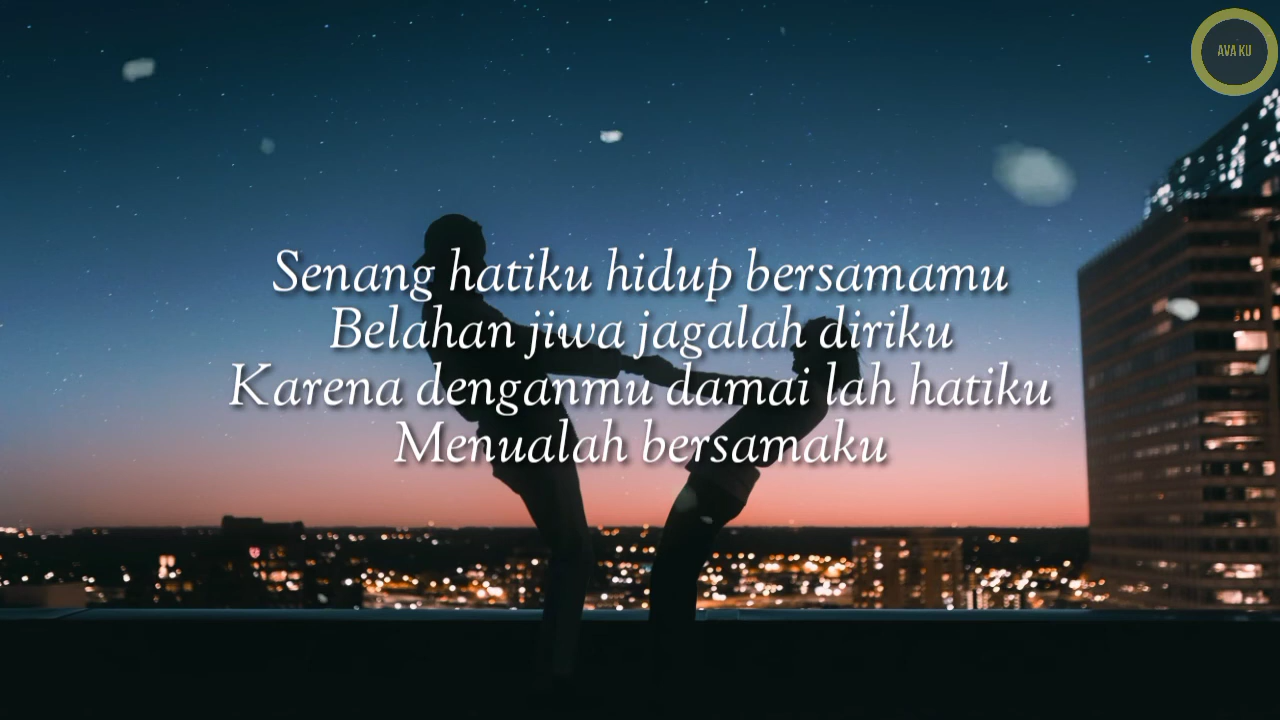 AVA KU
Senang hatiku hidup bersamamu
Belahan jiwa jagalah diriku
Karena denganmu damai lah hatiku
Menualah bersamaku